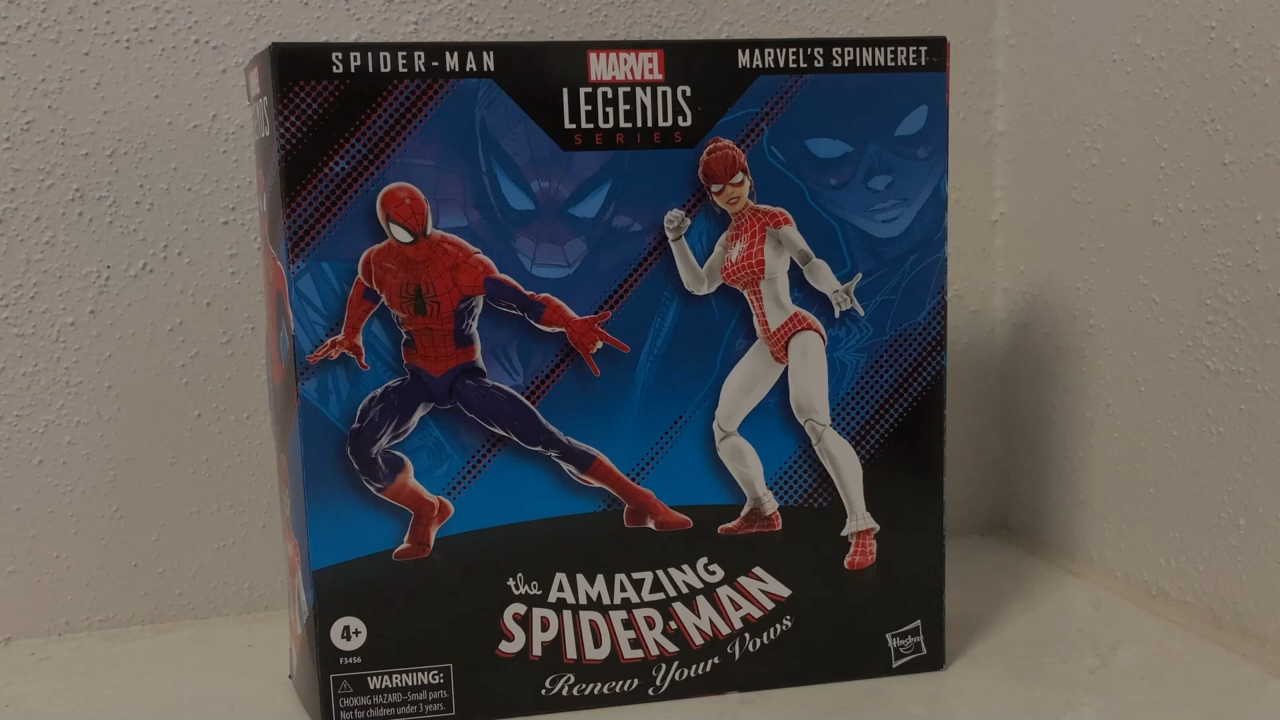 SPIDER-MAN
MARVEL
LEGENDS
SERIES
MARVEL'S SPINNERET
the AMAZING
SPIDER-MAN
Renew Your Vows
4+
F3456
WARNING:
CHOKING HAZARD–Small parts.
Not for children under 3 years.
Hasbro